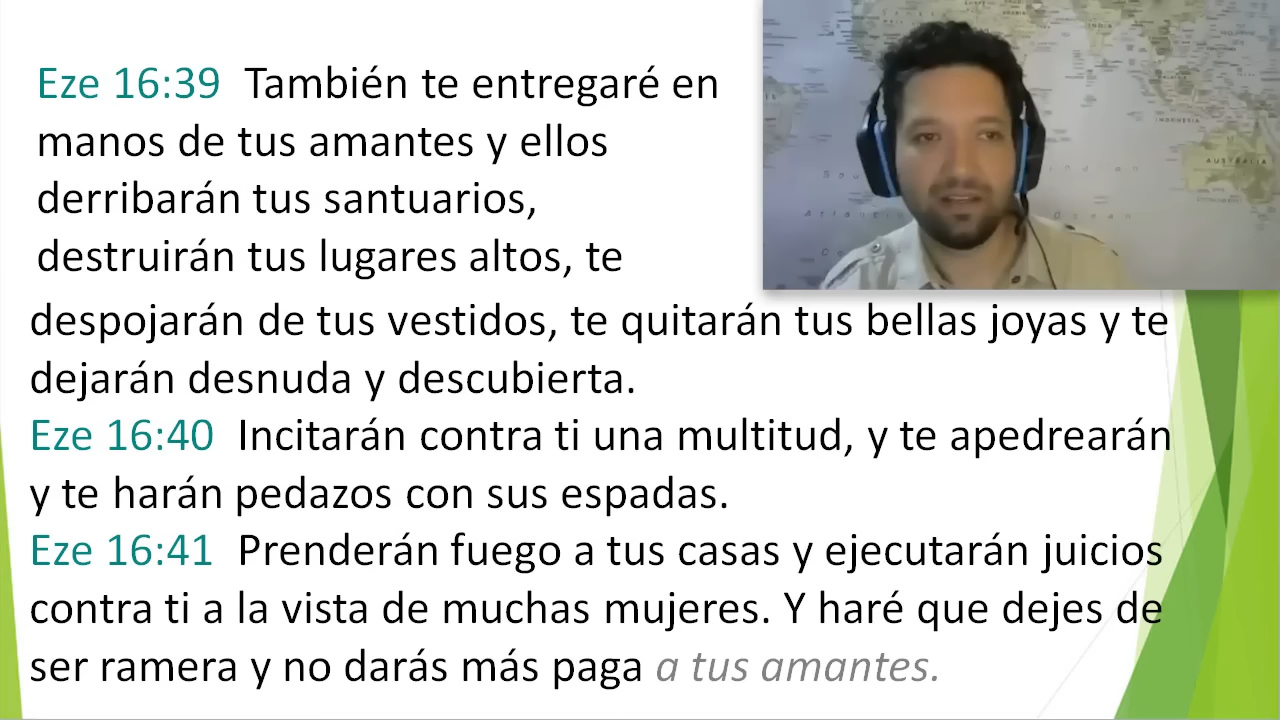 Eze 16:39 También te entregaré en
manos de tus amantes y ellos
derribarán tus santuarios,
destruirán tus lugares altos, te
despojarán de tus vestidos, te quitarán tus bellas joyas y te
dejarán desnuda y descubierta.
Eze 16:40 Incitarán contra ti una multitud, y te apedrearán
y te harán pedazos con sus espadas.
Eze 16:41 Prenderán fuego a tus casas y ejecutarán juicios
contra ti a la vista de muchas mujeres. Y haré que dejes de
ser ramera y no darás más paga a tus amantes.
INDONESIA
AUSTRALIA
Atlantic
Ocean